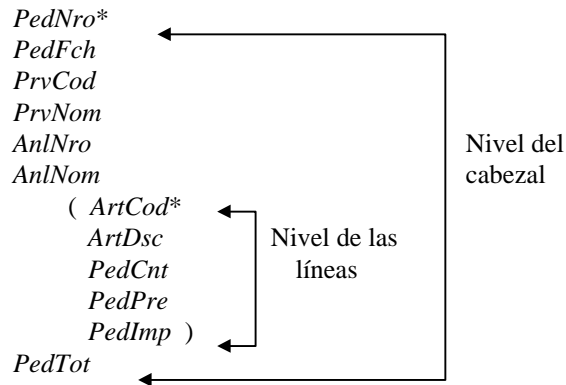 PedNro*
PedFch
PrvCod
PrvNom
AnlNro
AnlNom
( ArtCod*
ArtDsc
PedCnt
PedPre
PedImp )
PedTot
Nivel de las
líneas
Nivel del
cabezal